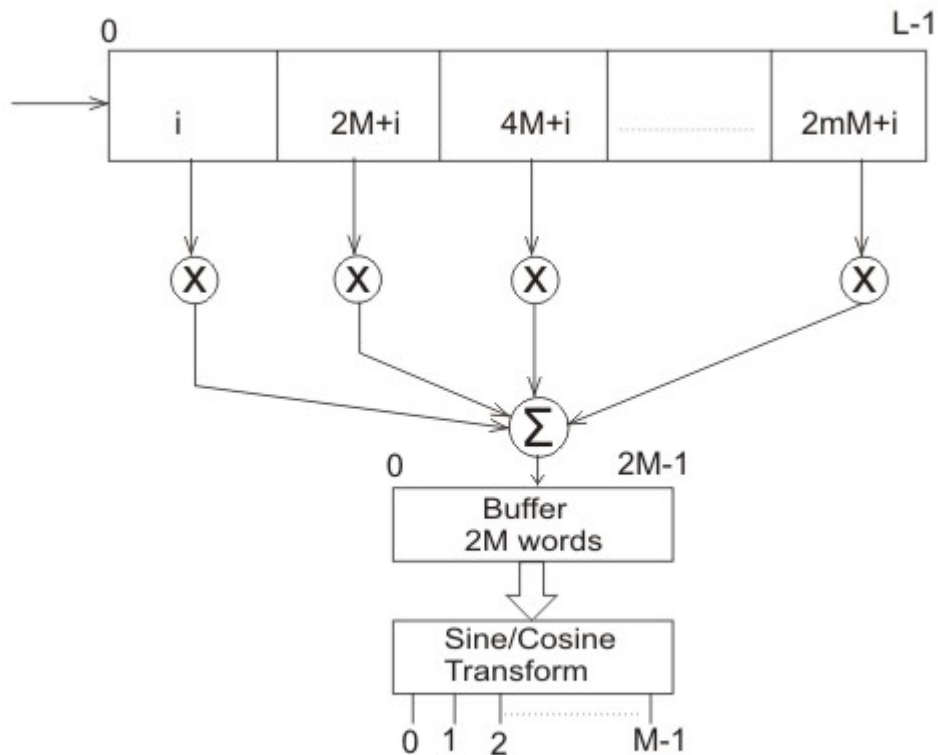 0 L-1
i 2M+i 4M+i ........................ 2mM+i
X X X X
Σ
0 2M-1
Buffer
2M words
Sine/Cosine
Transform
0 1 2 ........................ M-1